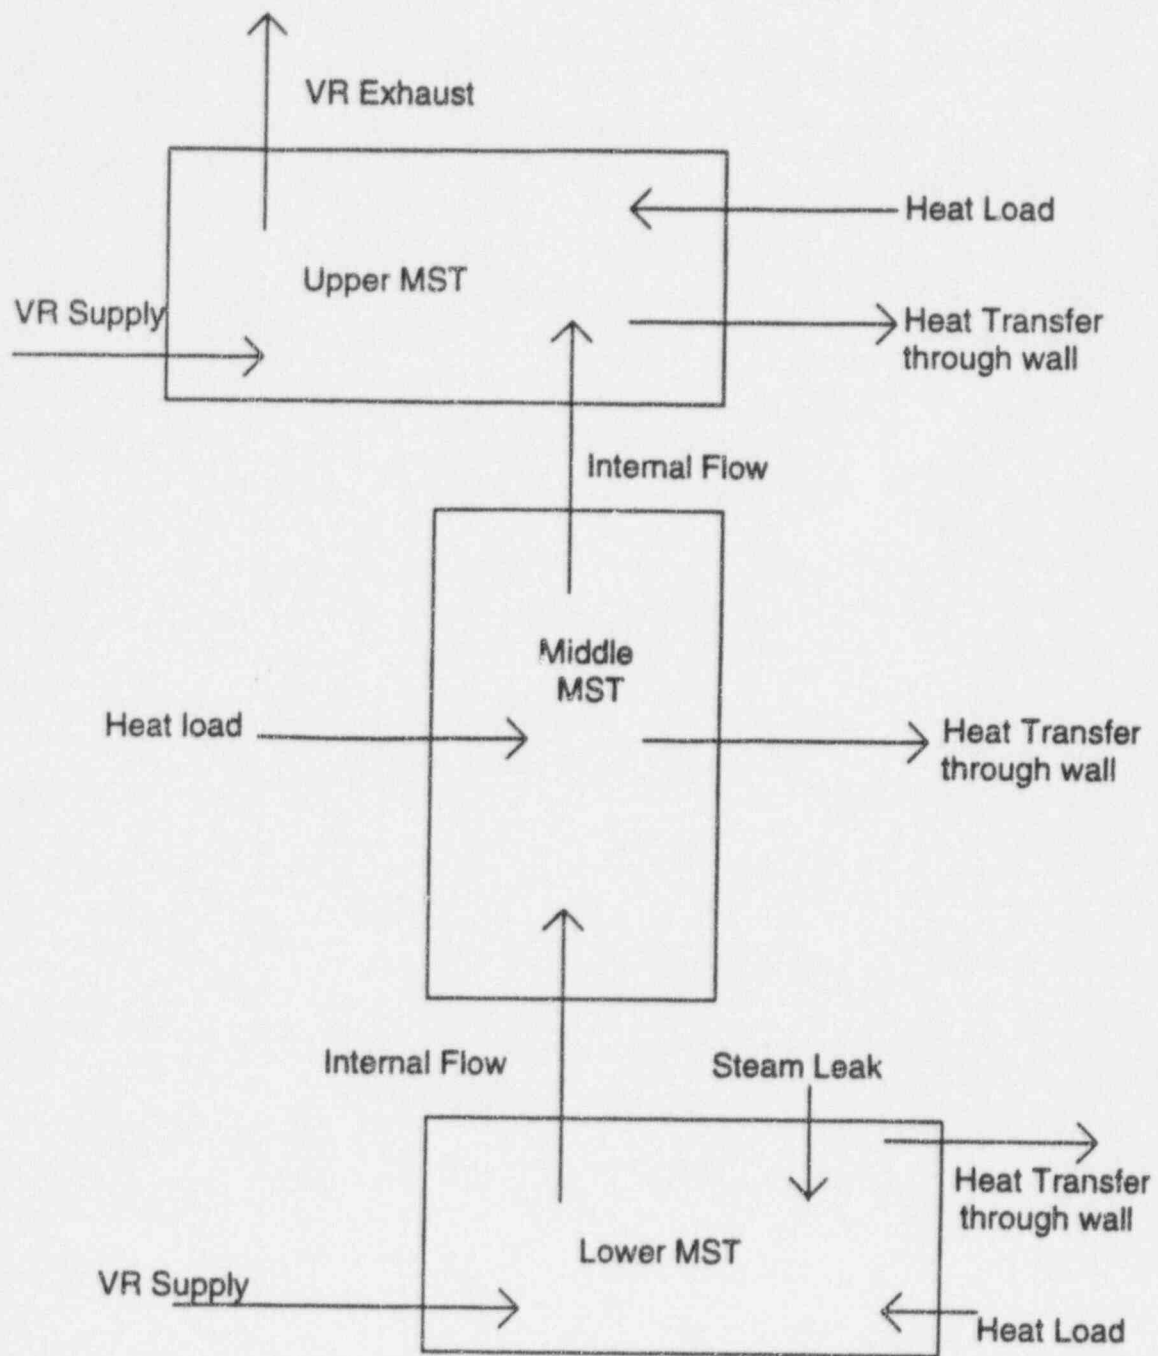 VR Exhaust
Heat Load
Upper MST
VR Supply
Heat Transfer
through wall
Internal Flow
Middle
MST
Heat load
Heat Transfer
through wall
Internal Flow
Steam Leak
Heat Transfer
through wall
Lower MST
VR Supply
Heat Load